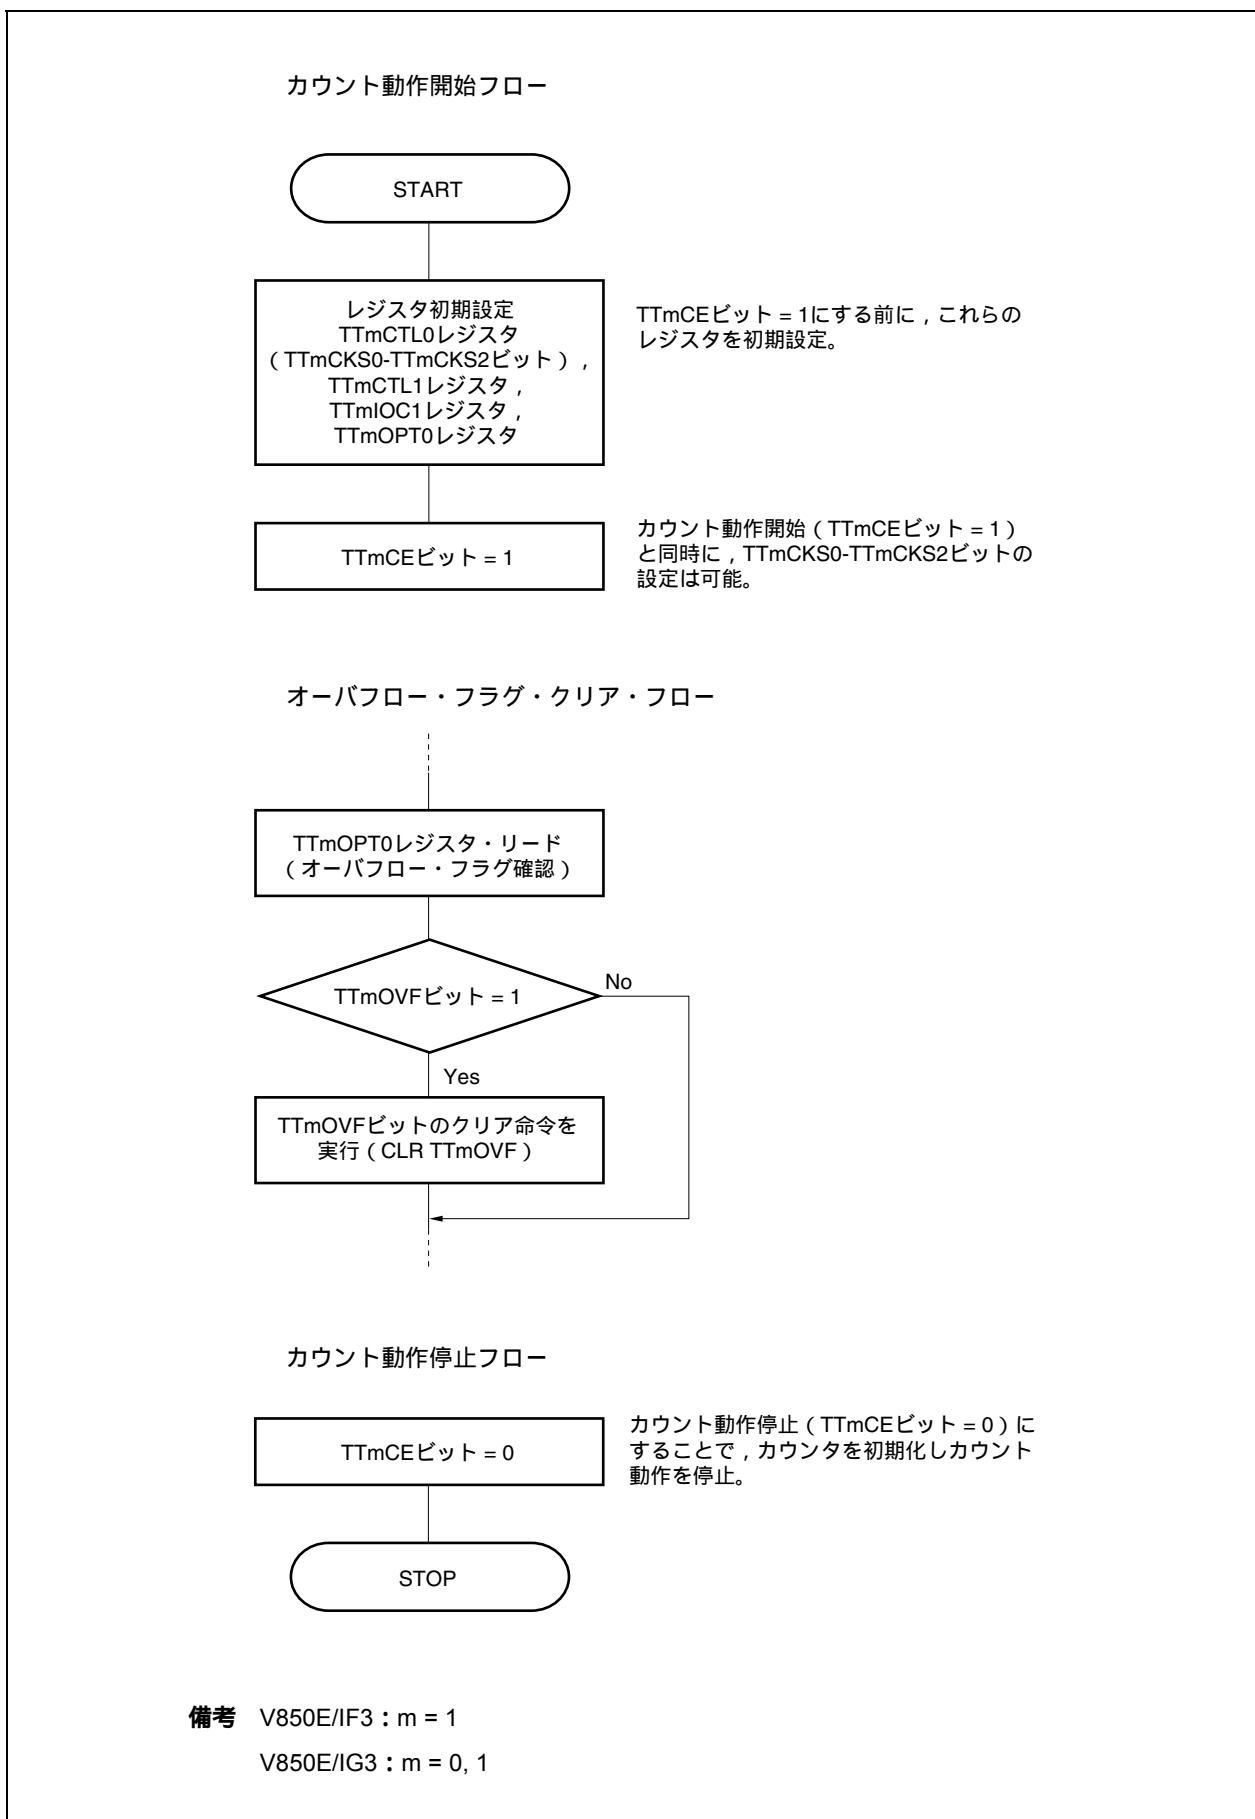 カウント動作開始フロー
START
レジスタ初期設定
TTmCTL0レジスタ
（TTmCKS0-TTmCKS2ビット），
TTmCTL1レジスタ，
TTmIOC1レジスタ，
TTmOPT0レジスタ
TTmCEビット = 1にする前に，これらの
レジスタを初期設定。
TTmCEビット = 1
カウント動作開始（TTmCEビット = 1）
と同時に，TTmCKS0-TTmCKS2ビットの
設定は可能。
オーバフロー・フラグ・クリア・フロー
TTmOPT0レジスタ・リード
（オーバフロー・フラグ確認）
TTmOVFビット = 1
No
Yes
TTmOVFビットのクリア命令を
実行（CLR TTmOVF）
カウント動作停止フロー
TTmCEビット = 0
カウント動作停止（TTmCEビット = 0）に
することで，カウンタを初期化しカウント
動作を停止。
STOP
備考 V850E/IF3：m = 1
V850E/IG3：m = 0, 1